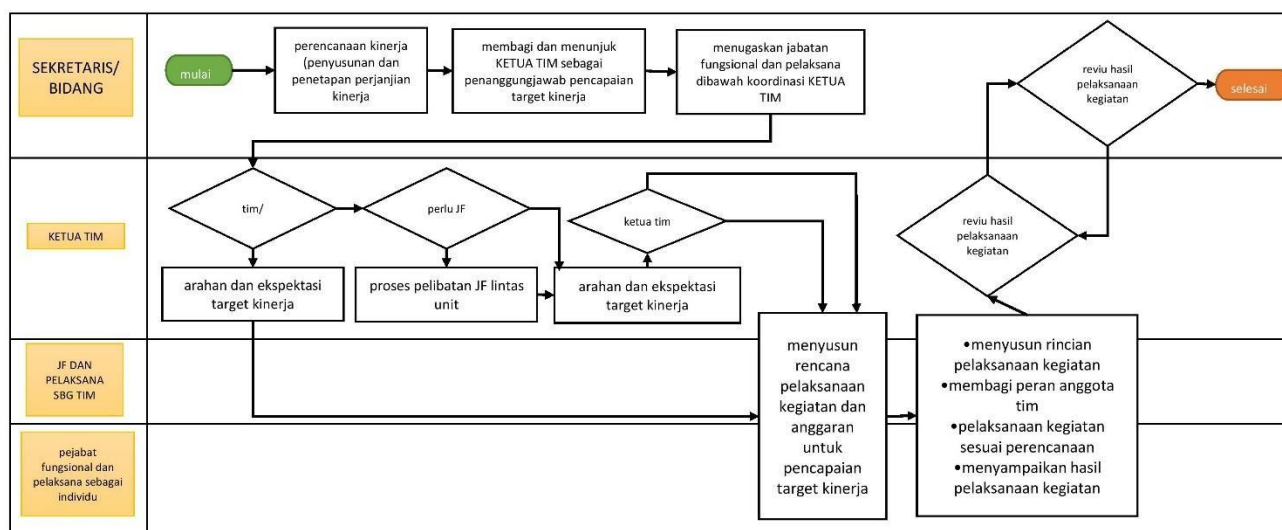 SEKRETARIS/
BIDANG
mulai
perencanaan kinerja
(penyusunan dan
penetapan perjanjian
kinerja
membagi dan menunjuk
KETUA TIM sebagai
penanggungjawab pencapaian
target kinerja
menugaskan jabatan
fungsional dan pelaksana
dibawah koordinasi KETUA
TIM
reviu hasil
pelaksanaan
kegiatan
selesai
KETUA TIM
tim/
perlu JF
ketua tim
reviu hasil
pelaksanaan
kegiatan
arahan dan ekspektasi
target kinerja
proses pelibatan JF lintas
unit
arahan dan ekspektasi
target kinerja
JF DAN
PELAKSANA
SBG TIM
menyusun
rencana
pelaksanaan
kegiatan dan
anggaran
untuk
pencapaian
target kinerja
•menyusun rincian
pelaksanaan kegiatan
•membagi peran anggota
tim
•pelaksanaan kegiatan
sesuai perencanaan
•menyampaikan hasil
pelaksanaan kegiatan
pejabat
fungsional dan
pelaksana sebagai
individu